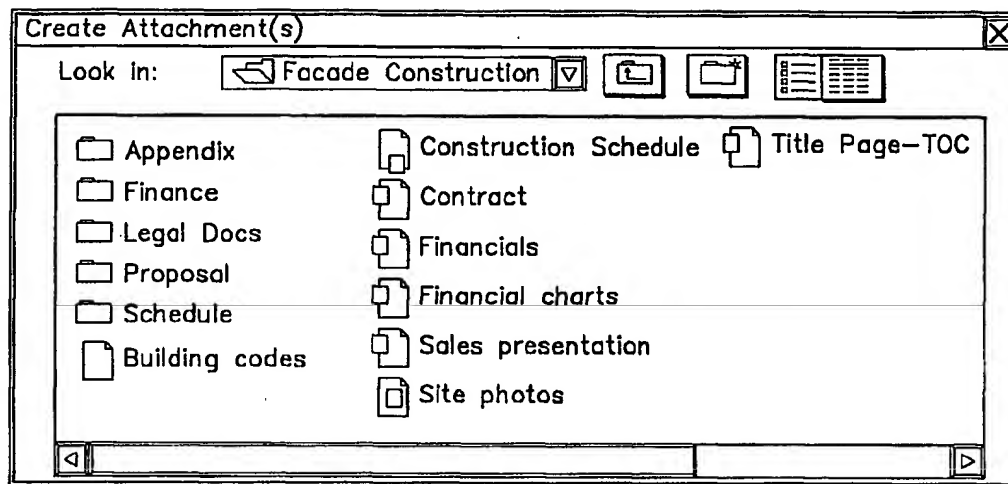 Create Attachment(s)
Look in: Facade Construction
Appendix
Finance
Legal Docs
Proposal
Schedule
Building codes
Construction Schedule
Contract
Financials
Financial charts
Sales presentation
Site photos
Title Page-TOC